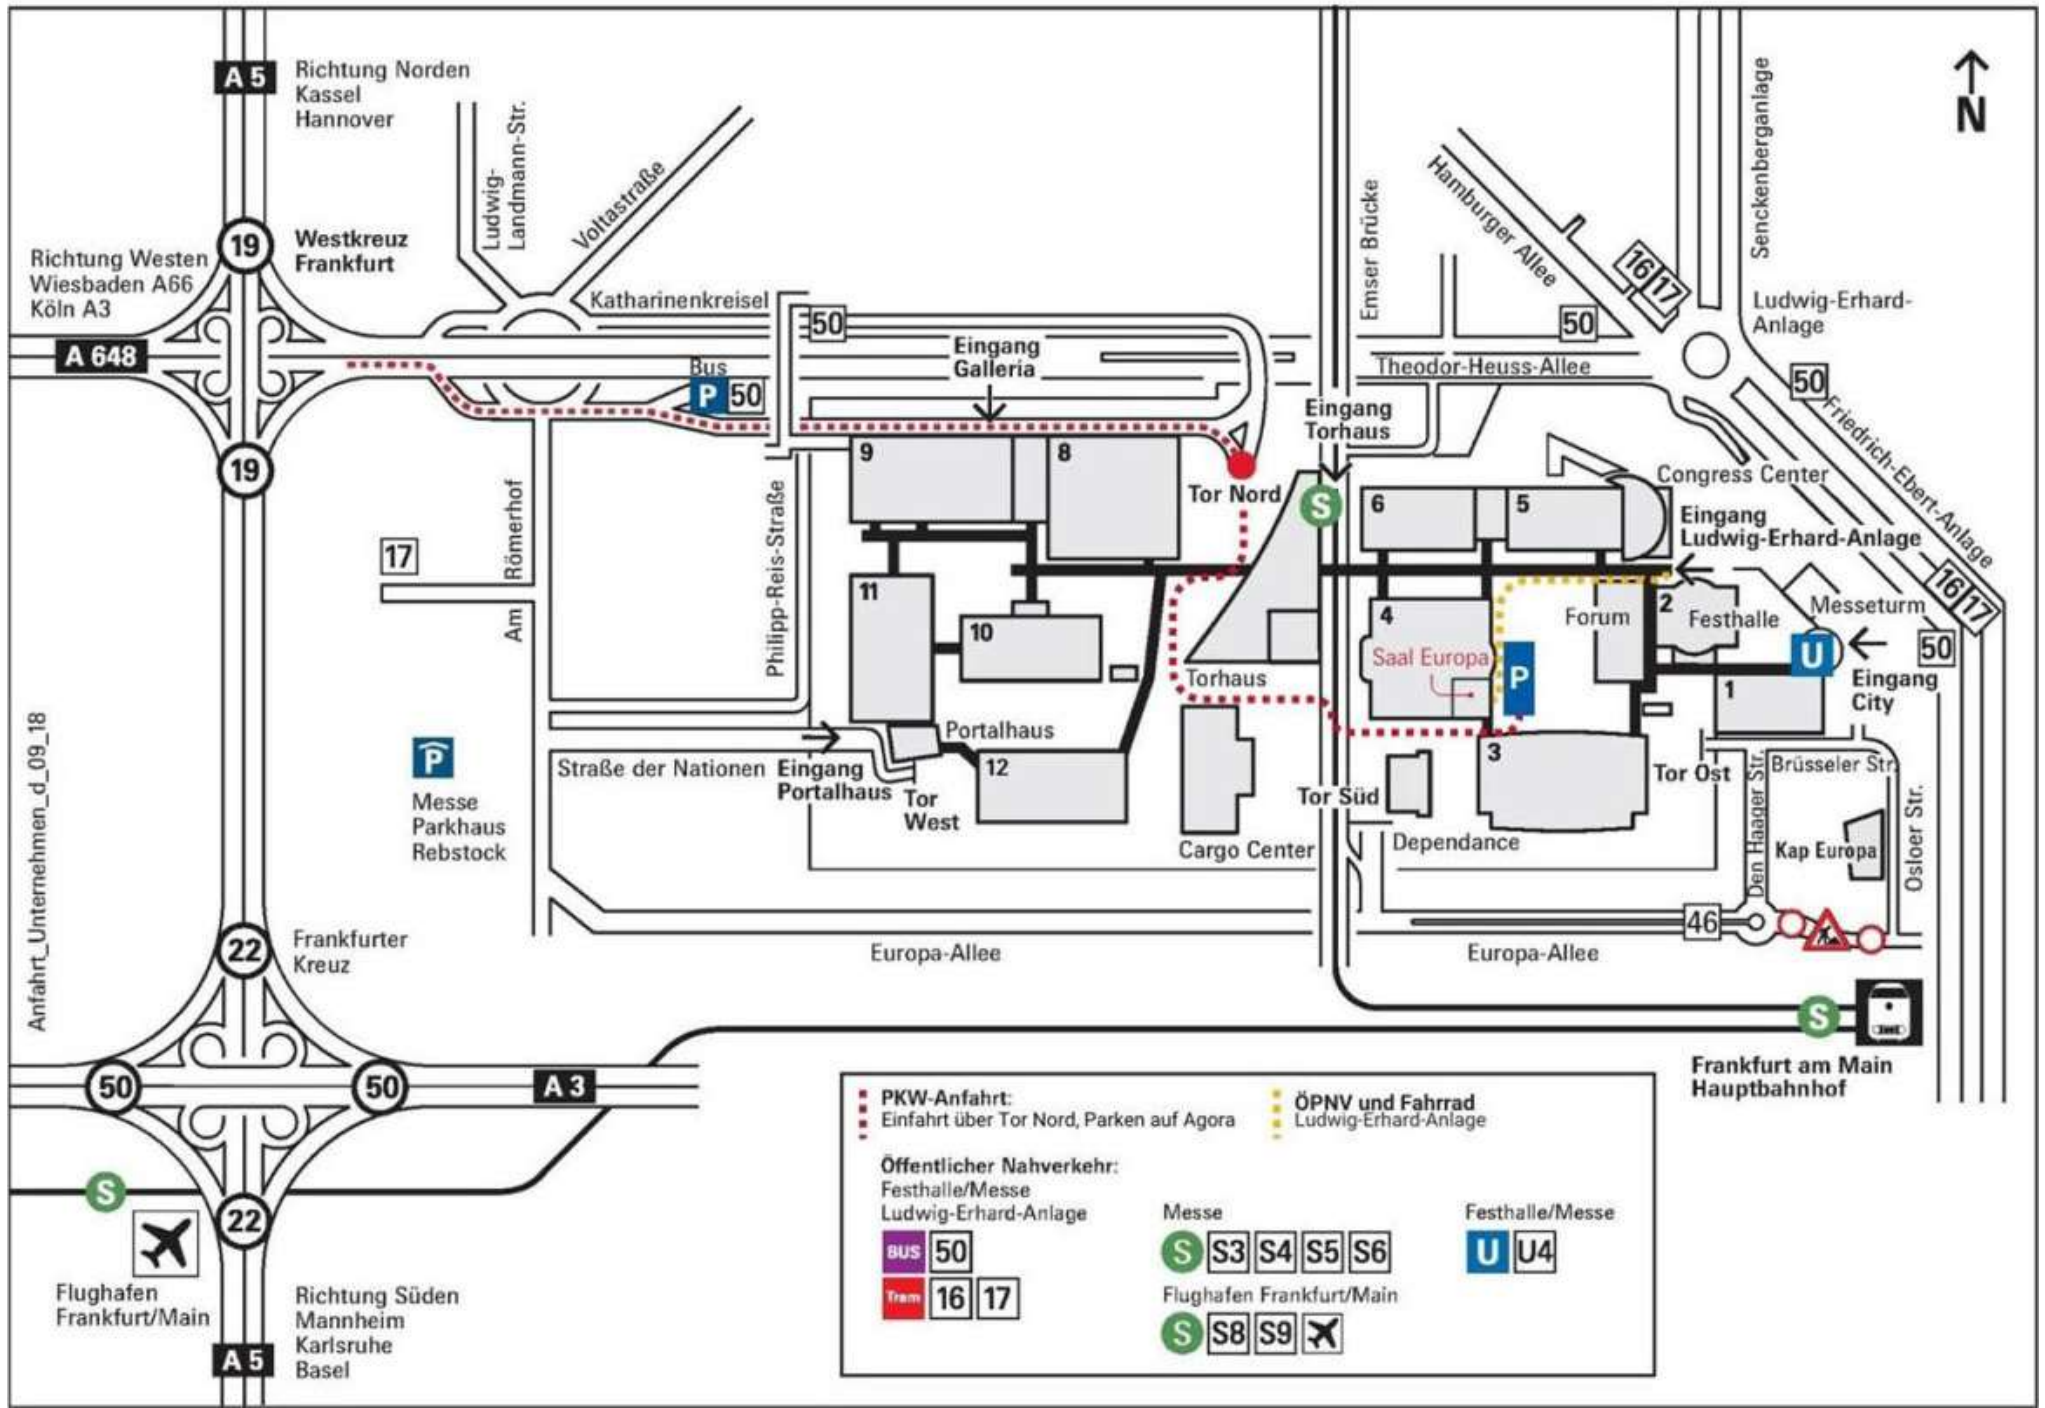 A 5
Richtung Norden
Kassel
Hannover
Ludwig-
Landmann-Str.
Voltastraße
Emser Brücke
Hamburger Allee
Senckenberganlage
N
19
Westkreuz
Frankfurt
Richtung Westen
Wiesbaden A66
Köln A3
A 648
Katharinenkreisel
50
Eingang
Galleria
Bus
P 50
16 17
50
Ludwig-Erhard-
Anlage
Theodor-Heuss-Allee
50
Friedrich-Ebert-Anlage
Eingang
Torhaus
19
9
8
Tor Nord
S
6
5
Congress Center
Eingang
Ludwig-Erhard-Anlage
17
Am Römerhof
Philipp-Reis-Straße
11
10
4
Saal Europa
P
Forum
2
Festhalle
Messeturm
16 17
U
50
Eingang
City
1
Torhaus
Portalhaus
Straße der Nationen
Eingang
Portalhaus
Tor
West
12
3
Tor Süd
Tor Ost
Den Haager Str.
Brüsseler Str.
Osloer Str.
Kap Europa
Cargo Center
Dependance
P
Messe
Parkhaus
Rebstock
Anfahrt_Unternehmen_d_09_18
22
Frankfurter
Kreuz
Europa-Allee
Europa-Allee
46
S
Frankfurt am Main
Hauptbahnhof
50
50
A 3
S
22
Flughafen
Frankfurt/Main
Richtung Süden
Mannheim
Karlsruhe
Basel
A 5
PKW-Anfahrt:
Einfahrt über Tor Nord, Parken auf Agora
ÖPNV und Fahrrad
Ludwig-Erhard-Anlage
Öffentlicher Nahverkehr:
Festhalle/Messe
Ludwig-Erhard-Anlage
BUS 50
Tram 16 17
Messe
S S3 S4 S5 S6
Flughafen Frankfurt/Main
S S8 S9
Festhalle/Messe
U U4